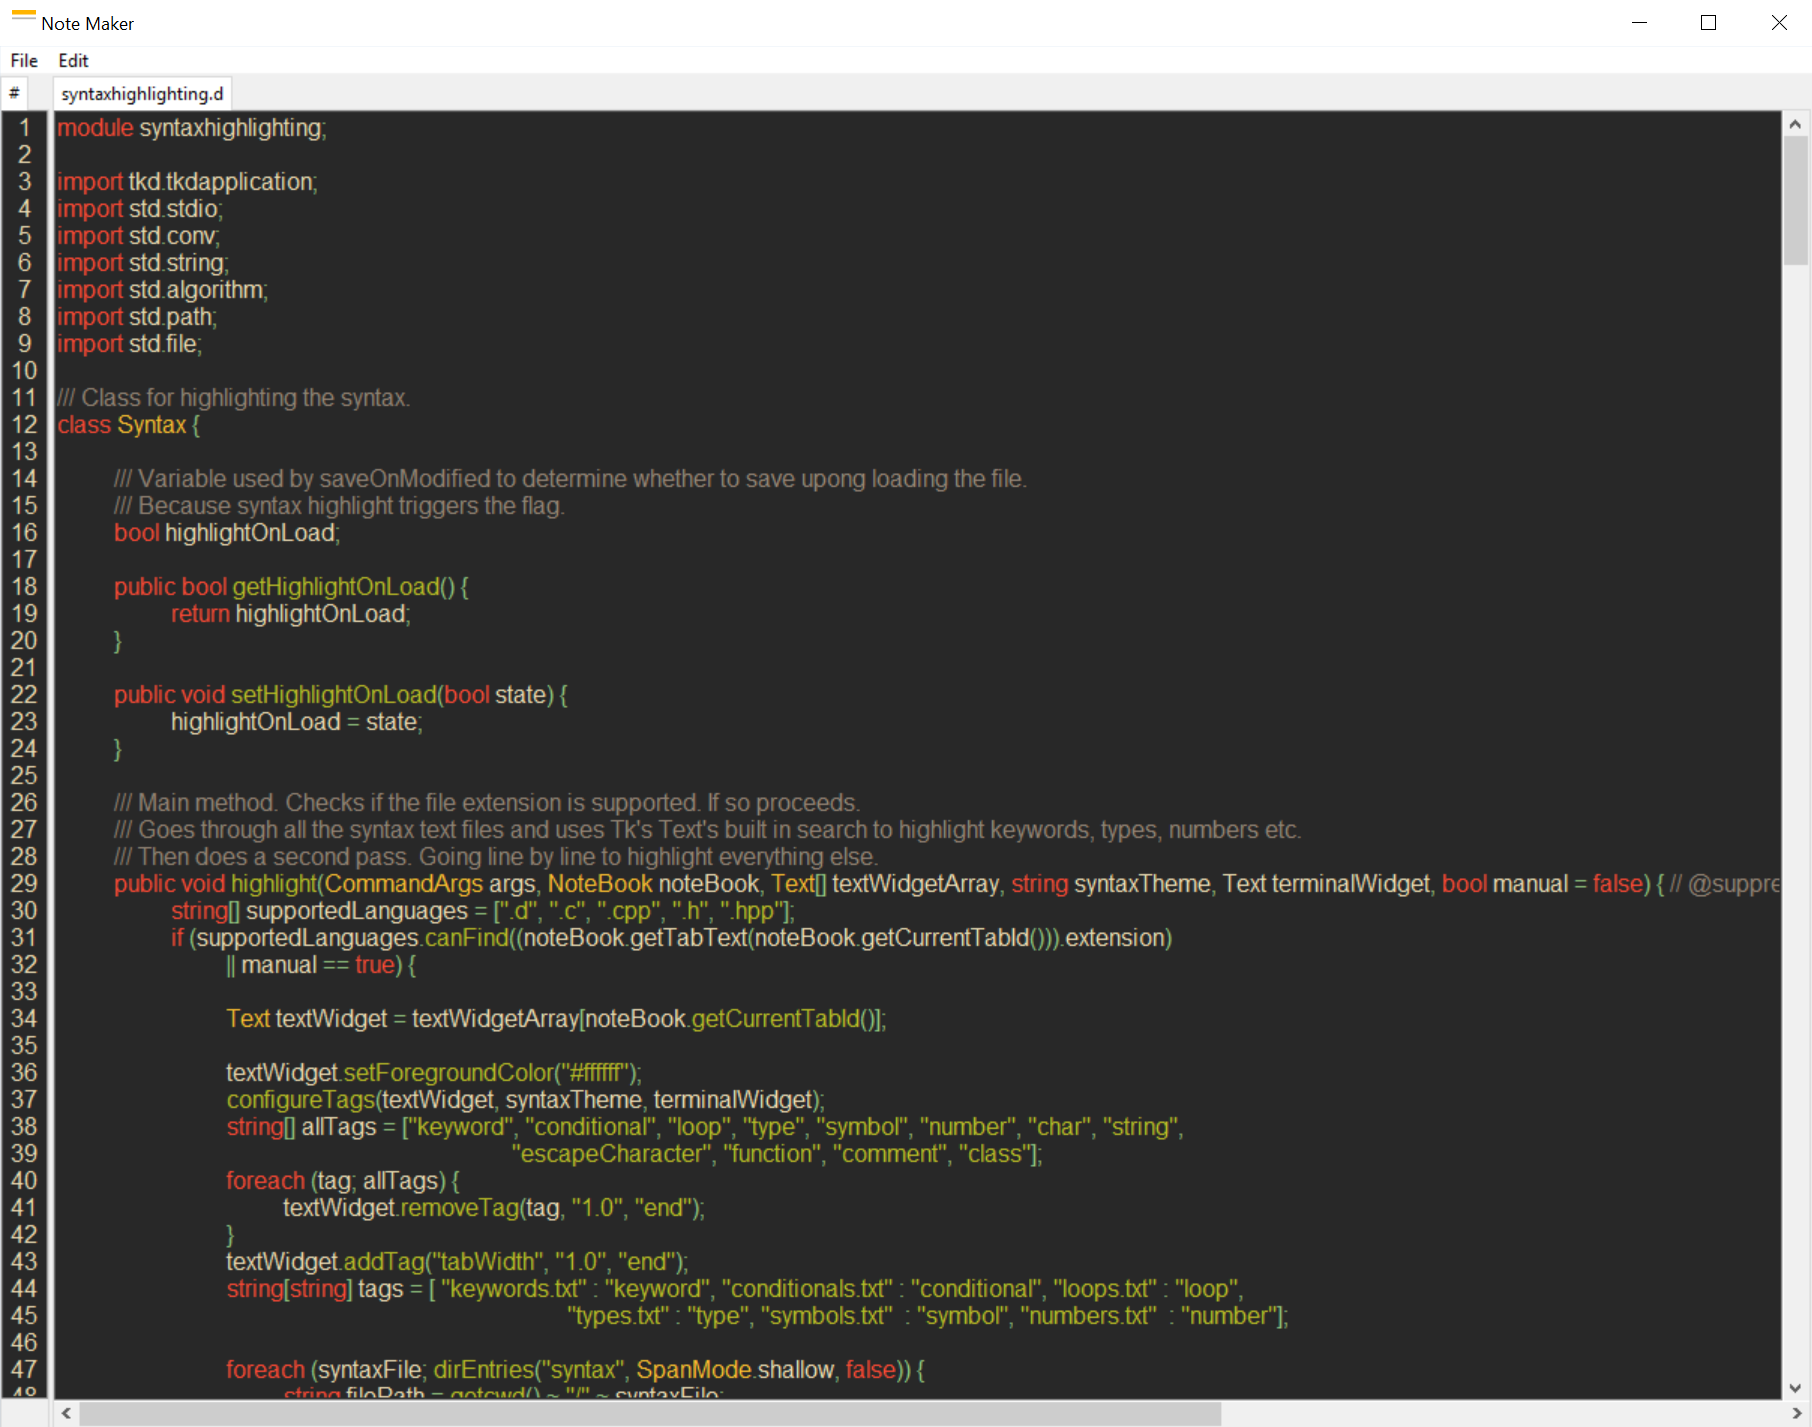 Note Maker
File Edit
# syntaxhighlighting.d
1 module syntaxhighlighting;
2
3 import tkd.tkdapplication;
4 import std.stdio;
5 import std.conv;
6 import std.string;
7 import std.algorithm;
8 import std.path;
9 import std.file;
10
11 /// Class for highlighting the syntax.
12 class Syntax {
13
14 /// Variable used by saveOnModified to determine whether to save upong loading the file.
15 /// Because syntax highlight triggers the flag.
16 bool highlightOnLoad;
17
18 public bool getHighlightOnLoad() {
19 return highlightOnLoad;
20 }
21
22 public void setHighlightOnLoad(bool state) {
23 highlightOnLoad = state;
24 }
25
26 /// Main method. Checks if the file extension is supported. If so proceeds.
27 /// Goes through all the syntax text files and uses Tk's Text's built in search to highlight keywords, types, numbers etc.
28 /// Then does a second pass. Going line by line to highlight everything else.
29 public void highlight(CommandArgs args, NoteBook noteBook, Text[] textWidgetArray, string syntaxTheme, Text terminalWidget, bool manual = false) { // @suppre
30 string[] supportedLanguages = [".d", ".c", ".cpp", ".h", ".hpp"];
31 if (supportedLanguages.canFind((noteBook.getTabText(noteBook.getCurrentTabId())).extension)
32 || manual == true) {
33
34 Text textWidget = textWidgetArray[noteBook.getCurrentTabId()];
35
36 textWidget.setForegroundColor("#ffffff");
37 configureTags(textWidget, syntaxTheme, terminalWidget);
38 string[] allTags = ["keyword", "conditional", "loop", "type", "symbol", "number", "char", "string",
39 "escapeCharacter", "function", "comment", "class"];
40 foreach (tag; allTags) {
41 textWidget.removeTag(tag, "1.0", "end");
42 }
43 textWidget.addTag("tabWidth", "1.0", "end");
44 string[string] tags = [ "keywords.txt" : "keyword", "conditionals.txt" : "conditional", "loops.txt" : "loop",
45 "types.txt" : "type", "symbols.txt"  : "symbol", "numbers.txt"  : "number"];
46
47 foreach (syntaxFile; dirEntries("syntax", SpanMode.shallow, false)) {
48 string filePath = getcwd() ~ "/" ~ syntaxFile;